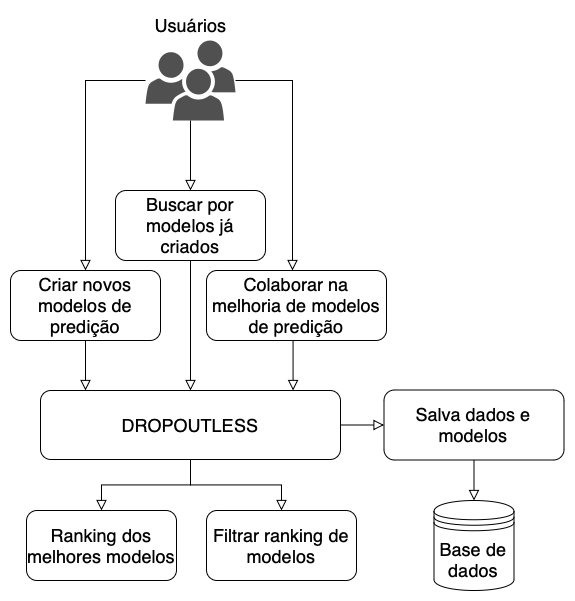 Usuários
Buscar por
modelos já
criados
Criar novos
modelos de
predição
Colaborar na
melhoria de modelos
de predição
DROPOUTLESS
Salva dados e
modelos
Ranking dos
melhores modelos
Filtrar ranking de
modelos
Base de
dados